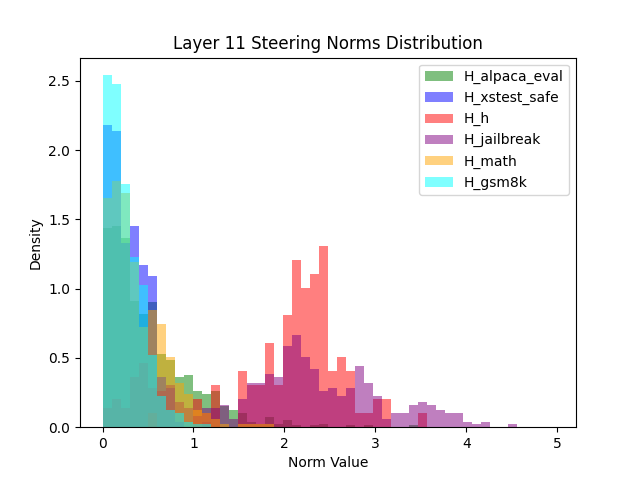 Layer 11 Steering Norms Distribution
H_alpaca_eval
H_xstest_safe
H_h
H_jailbreak
H_math
H_gsm8k
Density
2.5
2.0
1.5
1.0
0.5
0.0
0 1 2 3 4 5
Norm Value